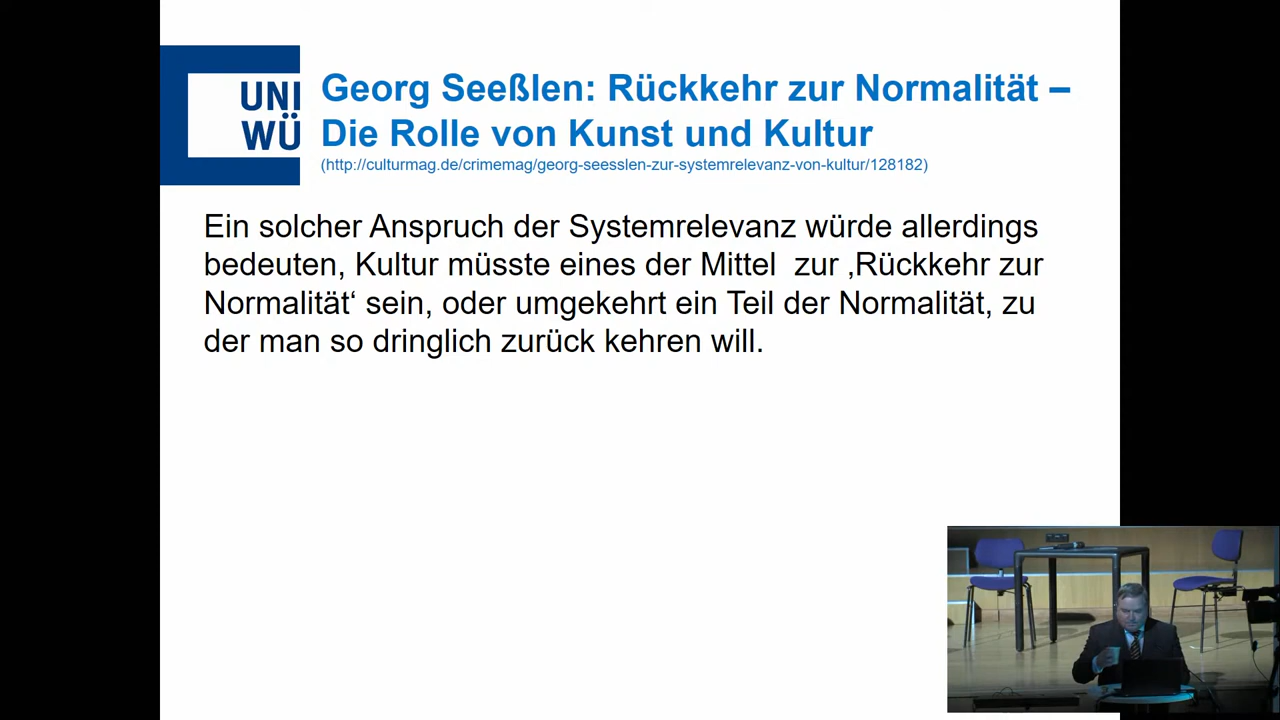 UNI
WÜ
Georg Seeßlen: Rückkehr zur Normalität –
Die Rolle von Kunst und Kultur
(http://culturmag.de/crimemag/georg-seesslen-zur-systemrelevanz-von-kultur/128182)
Ein solcher Anspruch der Systemrelevanz würde allerdings
bedeuten, Kultur müsste eines der Mittel  zur ‚Rückkehr zur
Normalität‘ sein, oder umgekehrt ein Teil der Normalität, zu
der man so dringlich zurück kehren will.